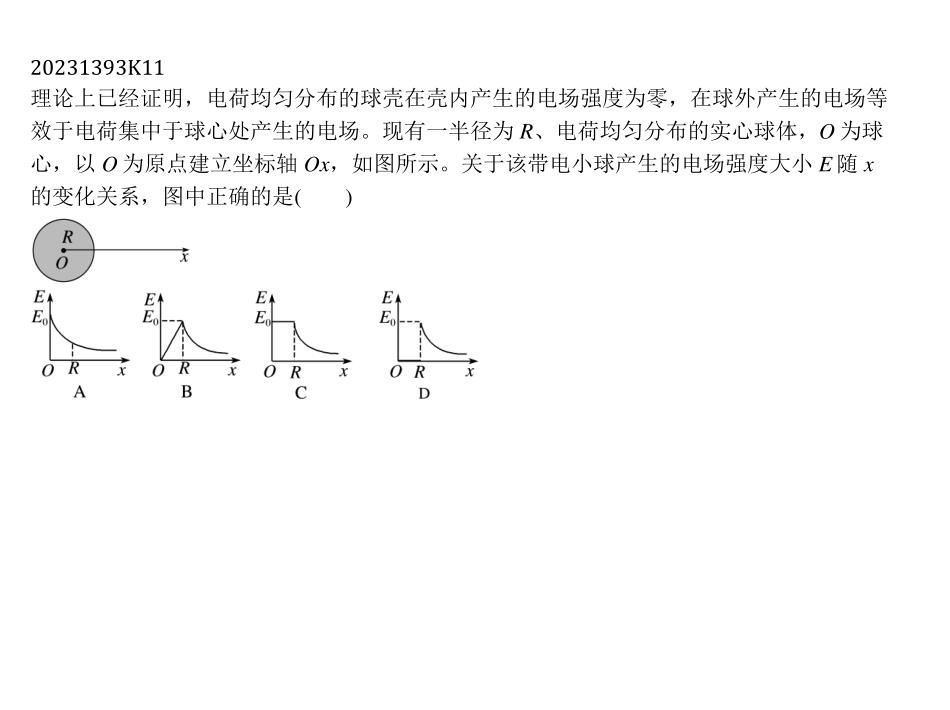 20231393K11
理论上已经证明，电荷均匀分布的球壳在壳内产生的电场强度为零，在球外产生的电场等
效于电荷集中于球心处产生的电场。现有一半径为 R、电荷均匀分布的实心球体，O 为球
心，以 O 为原点建立坐标轴 Ox，如图所示。关于该带电小球产生的电场强度大小 E 随 x
的变化关系，图中正确的是(　　)
R
O
x
E
E₀
O R x
A
E
E₀
O R x
B
E
E₀
O R x
C
E
E₀
O R x
D